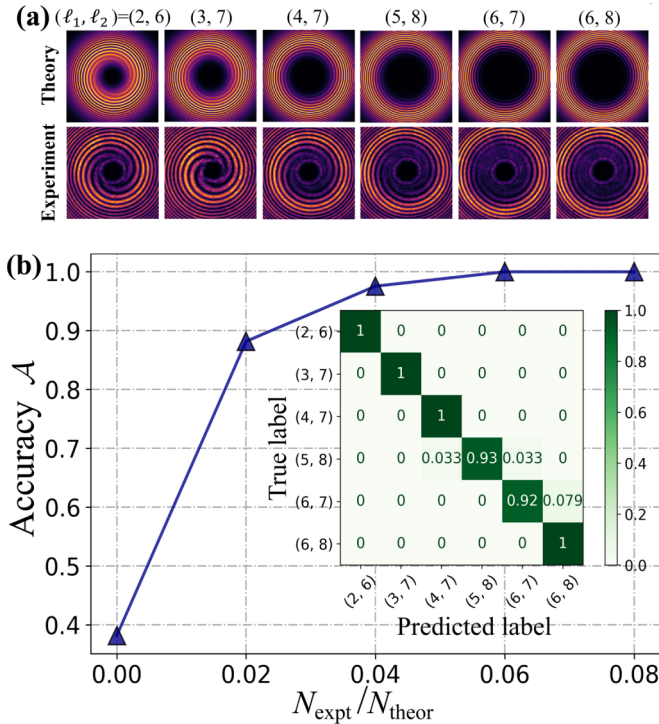 (a) (ℓ₁, ℓ₂)=(2, 6) (3, 7) (4, 7) (5, 8) (6, 7) (6, 8)
Theory
Experiment
(b)
1.0
0.9
0.8
0.7
0.6
0.5
0.4
Accuracy 𝒜
0.00 0.02 0.04 0.06 0.08
N_expt/N_theor
True label
(2, 6) 1 0 0 0 0 0
(3, 7) 0 1 0 0 0 0
(4, 7) 0 0 1 0 0 0
(5, 8) 0 0 0.033 0.93 0.033 0
(6, 7) 0 0 0 0 0.92 0.079
(6, 8) 0 0 0 0 0 1
(2, 6) (3, 7) (4, 7) (5, 8) (6, 7) (6, 8)
Predicted label
1.0
0.8
0.6
0.4
0.2
0.0